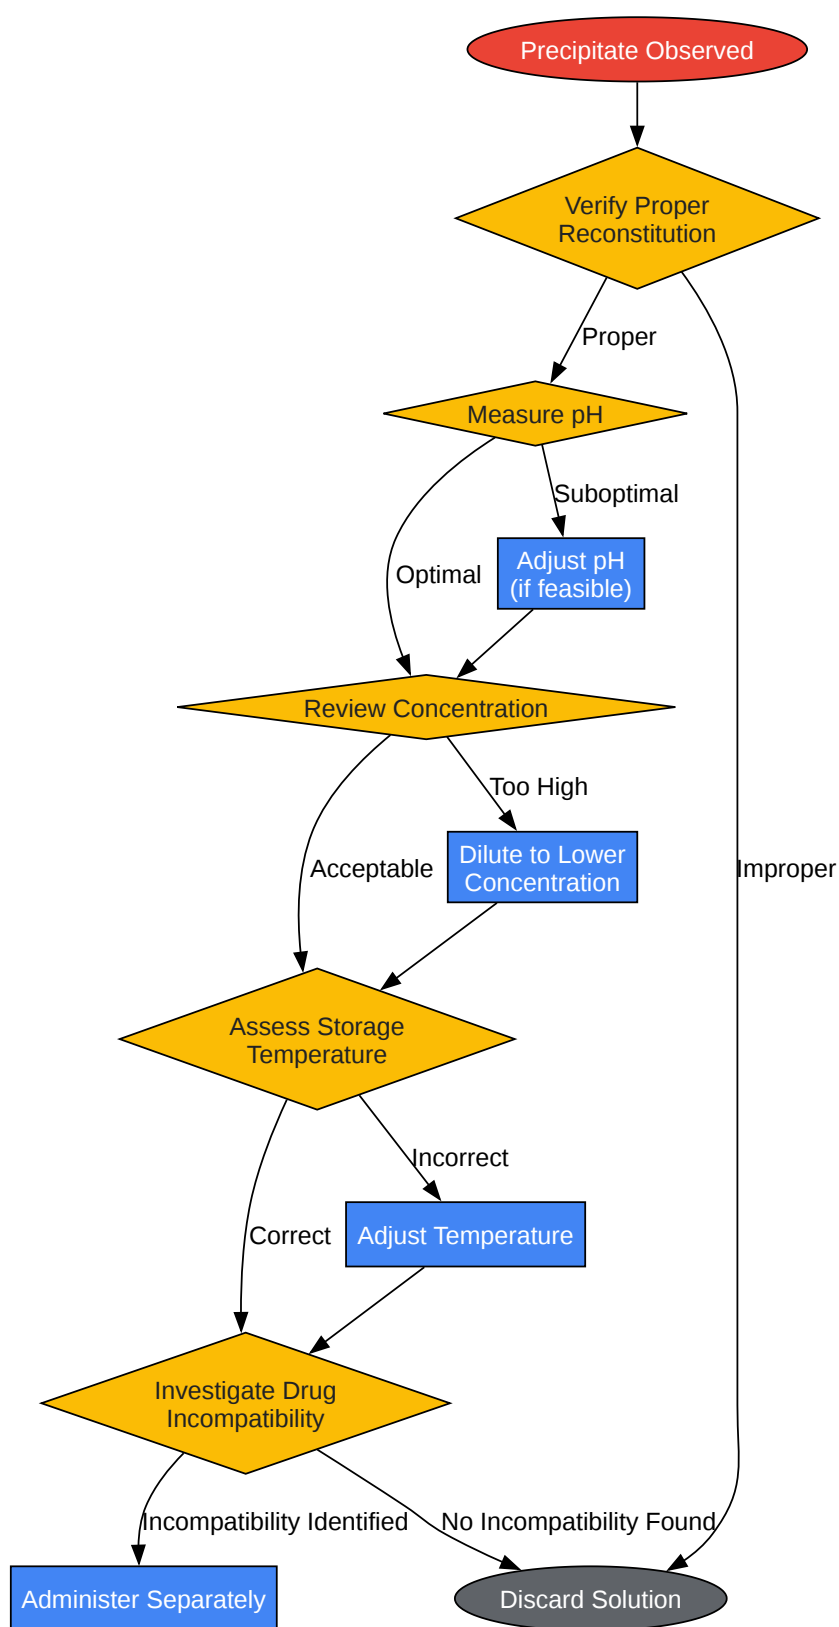 Precipitate Observed
Verify Proper
Reconstitution
Proper
Measure pH
Suboptimal
Adjust pH
(if feasible)
Optimal
Review Concentration
Too High
Dilute to Lower
Concentration
Acceptable
Improper
Assess Storage
Temperature
Incorrect
Adjust Temperature
Correct
Investigate Drug
Incompatibility
Incompatibility Identified
No Incompatibility Found
Administer Separately
Discard Solution